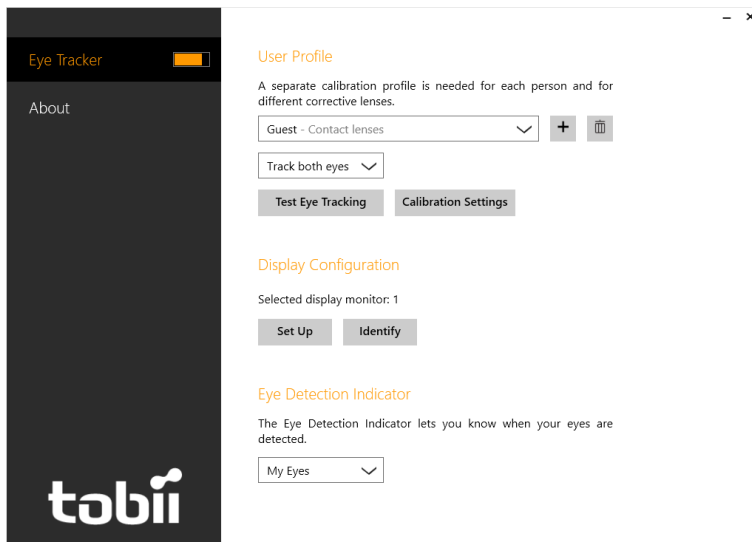 Eye Tracker
About
tobii
User Profile
A separate calibration profile is needed for each person and for
different corrective lenses.
Guest - Contact lenses
Track both eyes
Test Eye Tracking
Calibration Settings
Display Configuration
Selected display monitor: 1
Set Up
Identify
Eye Detection Indicator
The Eye Detection Indicator lets you know when your eyes are
detected.
My Eyes